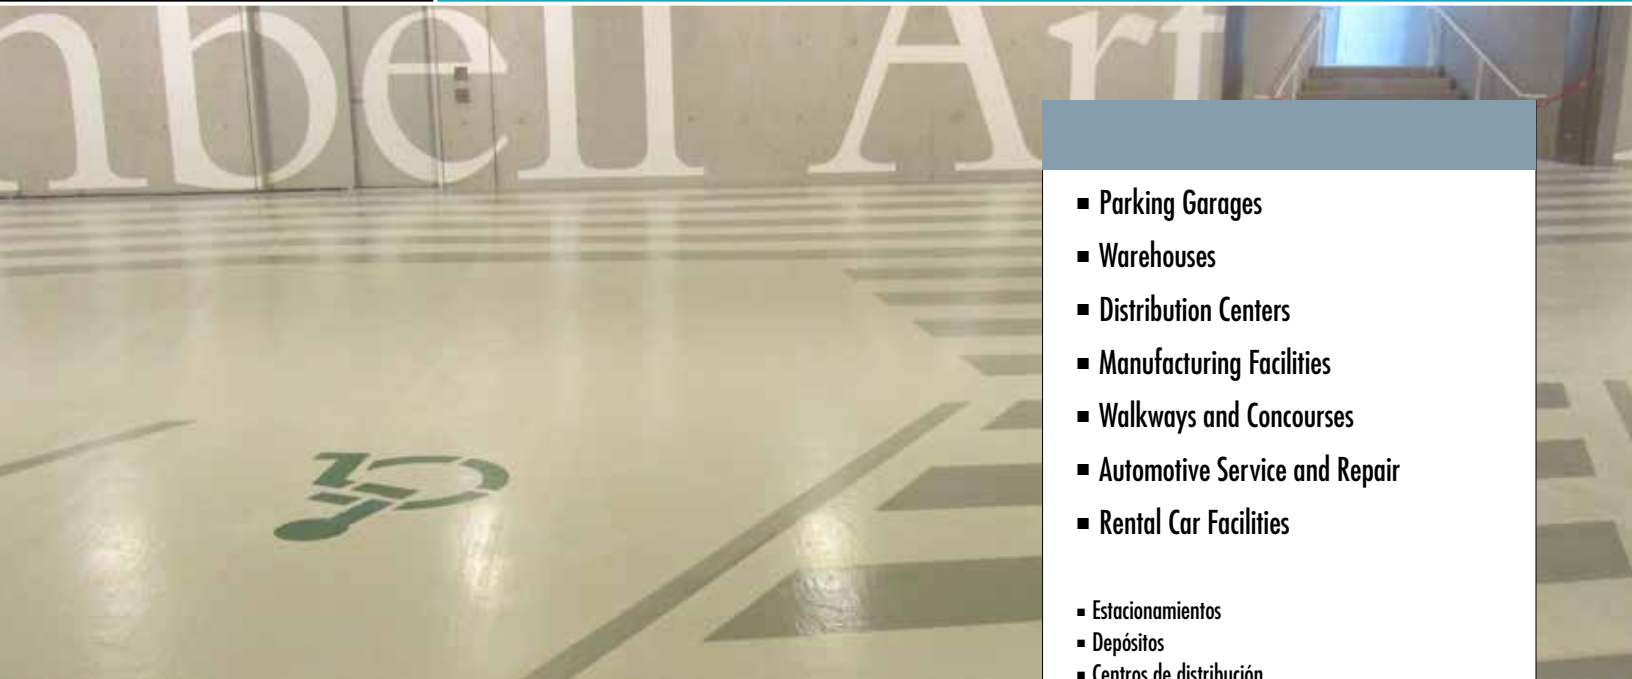 nbell Art
■ Parking Garages
■ Warehouses
■ Distribution Centers
■ Manufacturing Facilities
■ Walkways and Concourses
■ Automotive Service and Repair
■ Rental Car Facilities
■ Estacionamientos
■ Depósitos
■ Centros de distribución